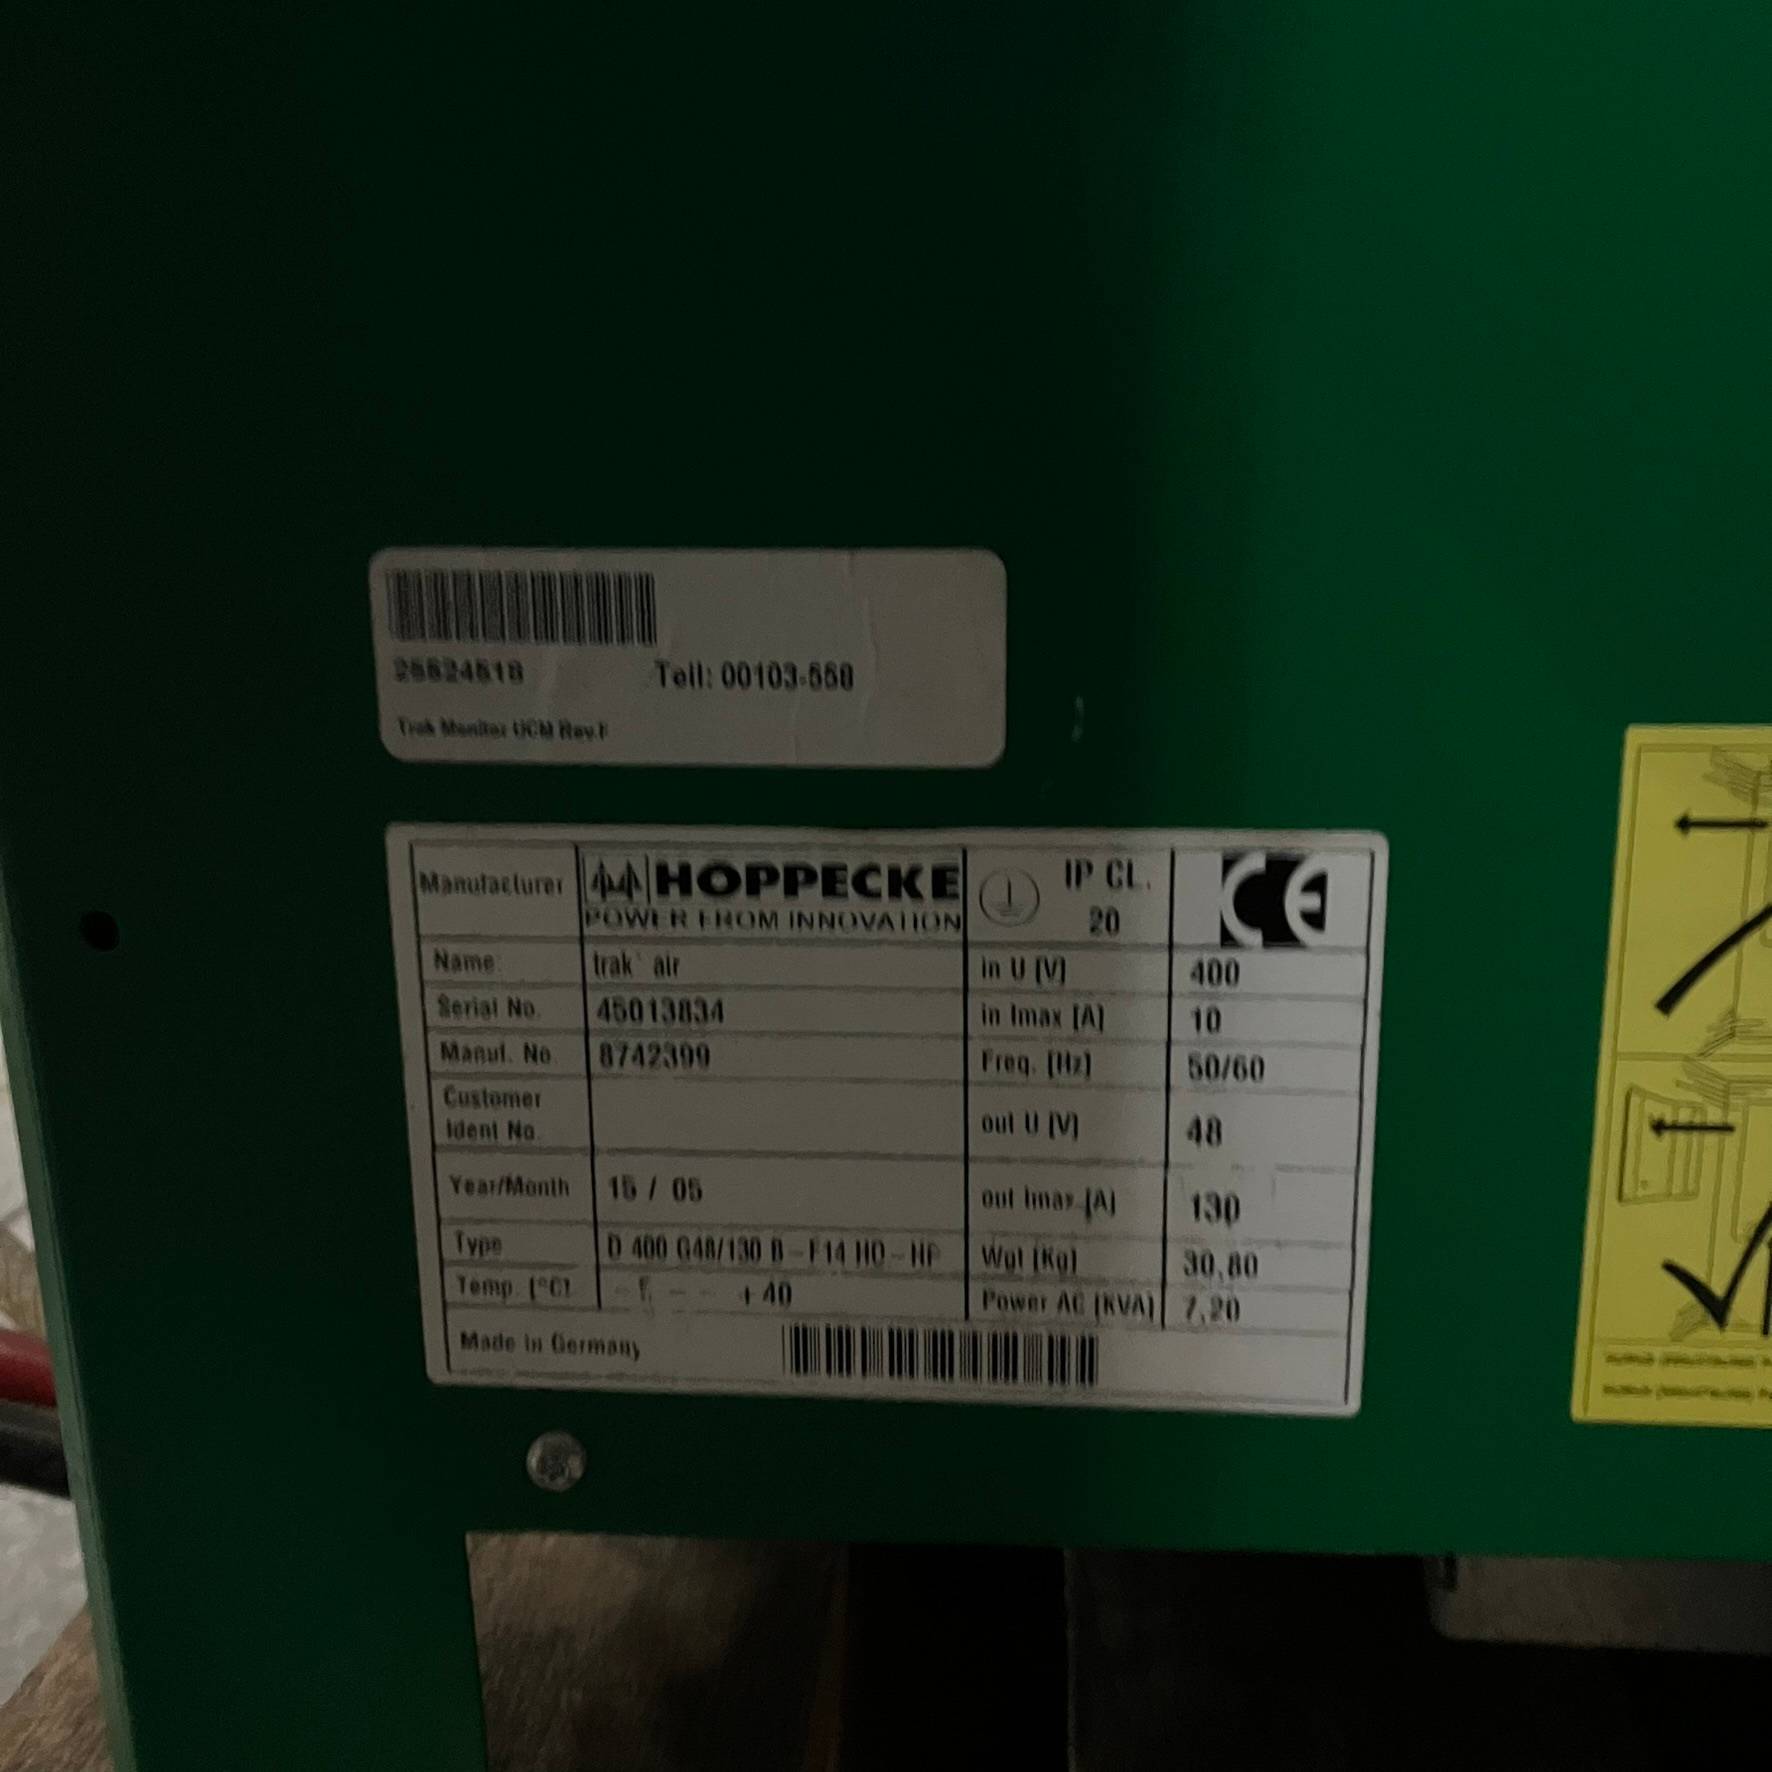 25524518 Teil: 00103-558
Trak Monitor UCM Rev.F
Manufacturer HOPPECKE IP CL. CE
POWER FROM INNOVATION 20
Name: trak air in U [V] 400
Serial No. 45013834 in Imax [A] 10
Manuf. No. 8742399 Freq. [Hz] 50/60
Customer
Ident No. out U [V] 48
Year/Month 15 / 05 out Imax [A] 130
Type D 400 G48/130 B - F14 HO - HF Wgt [Kg] 30,80
Temp. [°C] + 40 Power AC [KVA] 7,20
Made in Germany